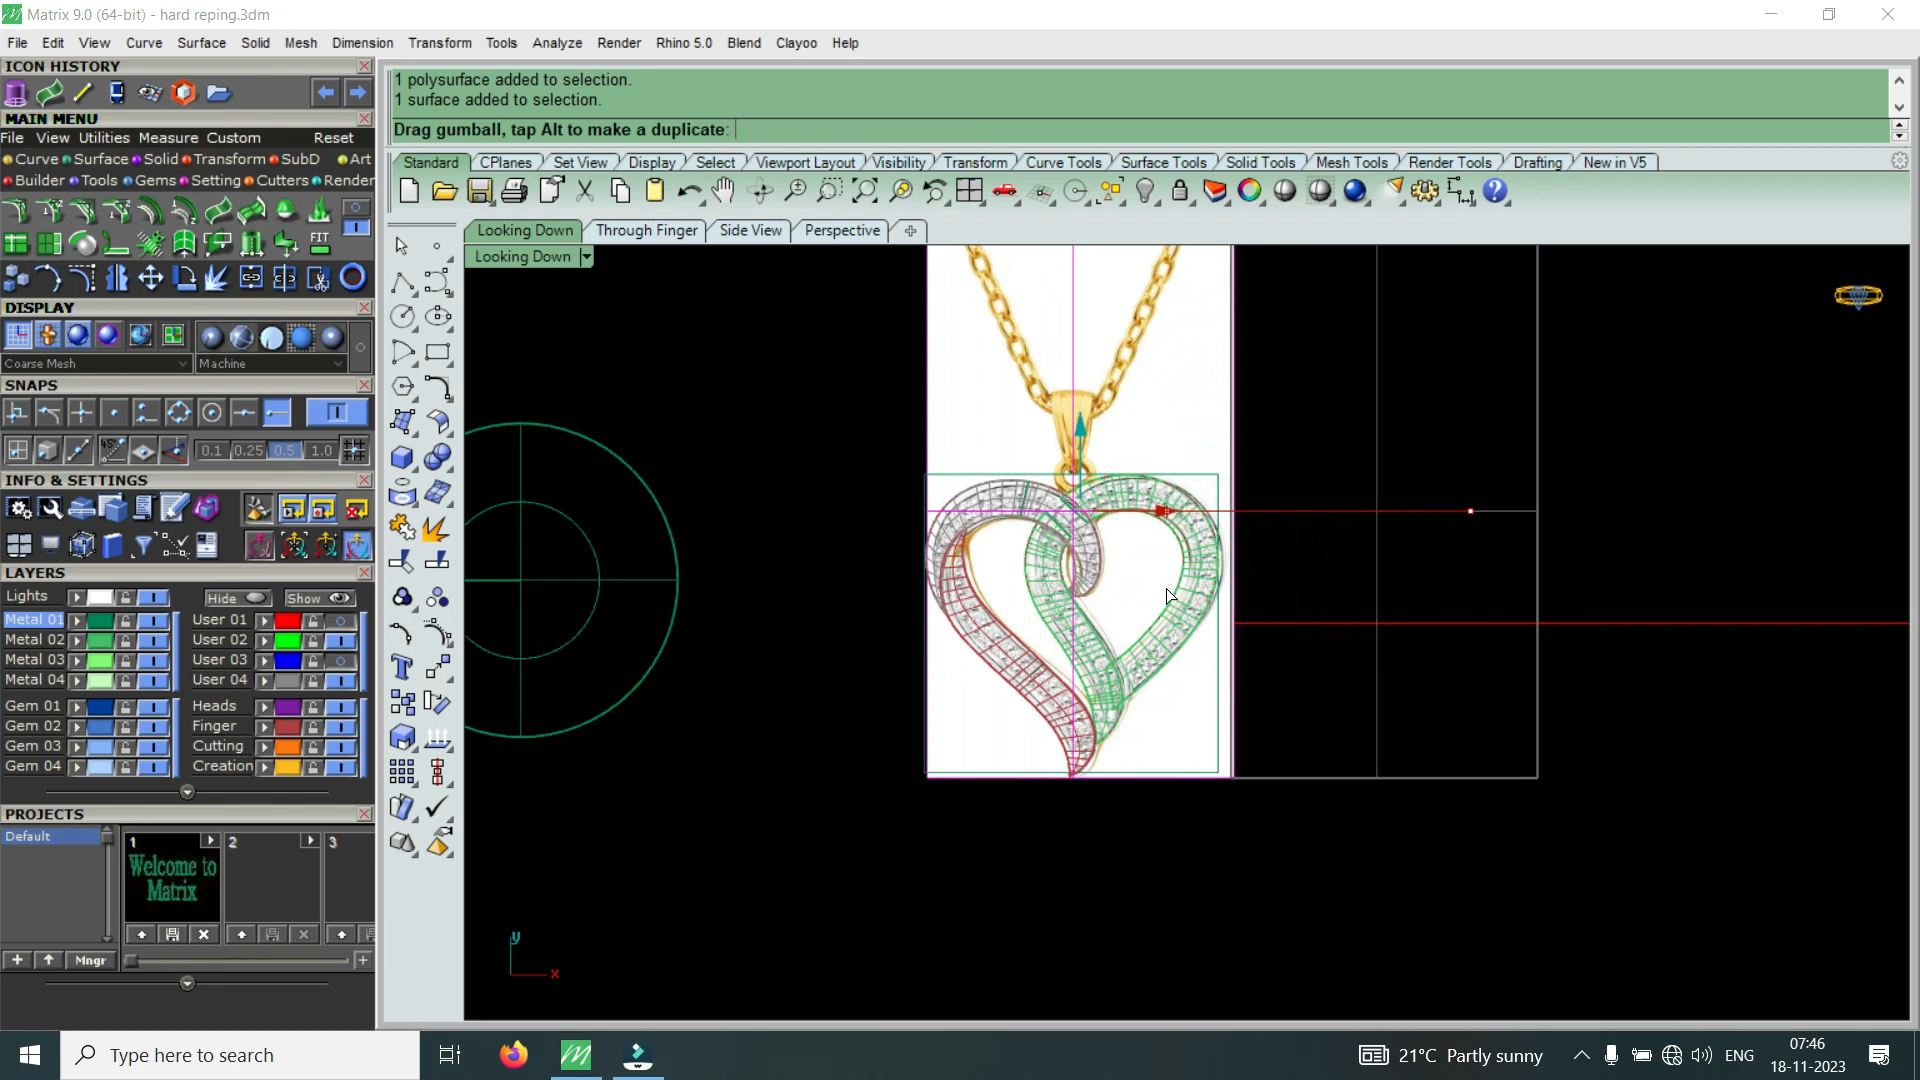 Matrix 9.0 (64-bit) - hard reping.3dm
File Edit View Curve Surface Solid Mesh Dimension Transform Tools Analyze Render Rhino 5.0 Blend Clayoo Help
ICON HISTORY
1 polysurface added to selection.
1 surface added to selection.
Drag gumball, tap Alt to make a duplicate:
MAIN MENU
File View Utilities Measure Custom Reset
Curve Surface Solid Transform SubD Art
Builder Tools Gems Setting Cutters Render
Standard CPlanes Set View Display Select Viewport Layout Visibility Transform Curve Tools Surface Tools Solid Tools Mesh Tools Render Tools Drafting New in V5
Looking Down Through Finger Side View Perspective
Looking Down
FIT
DISPLAY
Coarse Mesh Machine
SNAPS
0.1 0.25 0.5 1.0
INFO & SETTINGS
LAYERS
Lights Hide Show
Metal 01 User 01
Metal 02 User 02
Metal 03 User 03
Metal 04 User 04
Gem 01 Heads
Gem 02 Finger
Gem 03 Cutting
Gem 04 Creation
PROJECTS
Default
1 2 3
Welcome to
Matrix
Mngr
y
x
Type here to search
21°C Partly sunny
ENG
07:46
18-11-2023